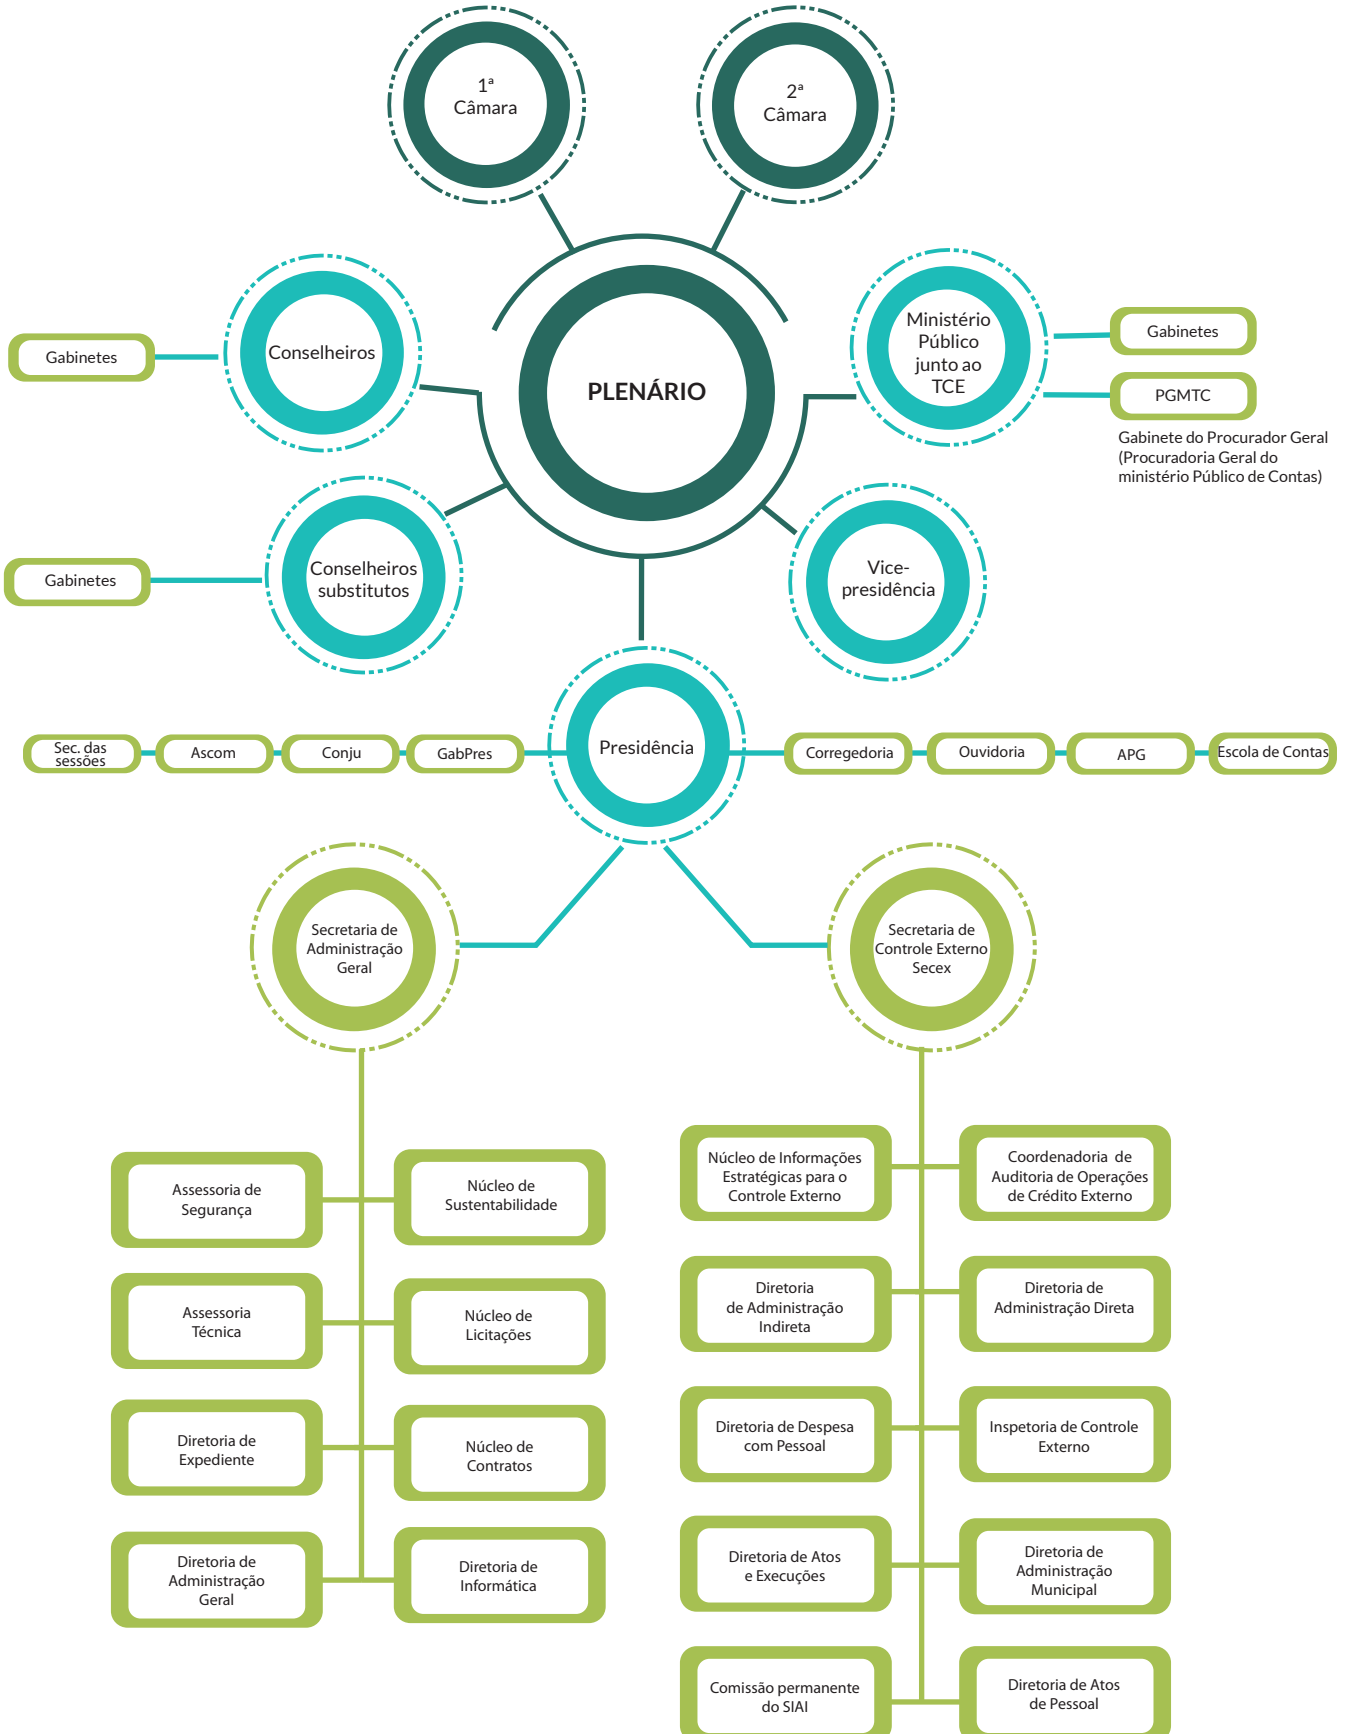 1ª
Câmara
2ª
Câmara
Conselheiros
Gabinetes
PLENÁRIO
Ministério
Público
junto ao
TCE
Gabinetes
PGMTC
Gabinete do Procurador Geral
(Procuradoria Geral do
ministério Público de Contas)
Conselheiros
substitutos
Gabinetes
Vice-
presidência
Sec. das
sessões
Ascom
Conju
GabPres
Presidência
Corregedoria
Ouvidoria
APG
Escola de Contas
Secretaria de
Administração
Geral
Secretaria de
Controle Externo
Secex
Assessoria de
Segurança
Núcleo de
Sustentabilidade
Assessoria
Técnica
Núcleo de
Licitações
Diretoria de
Expediente
Núcleo de
Contratos
Diretoria de
Administração
Geral
Diretoria de
Informática
Núcleo de Informações
Estratégicas para o
Controle Externo
Coordenadoria de
Auditoria de Operações
de Crédito Externo
Diretoria
de Administração
Indireta
Diretoria de
Administração Direta
Diretoria de Despesa
com Pessoal
Inspetoria de Controle
Externo
Diretoria de Atos
e Execuções
Diretoria de
Administração
Municipal
Comissão permanente
do SIAI
Diretoria de Atos
de Pessoal